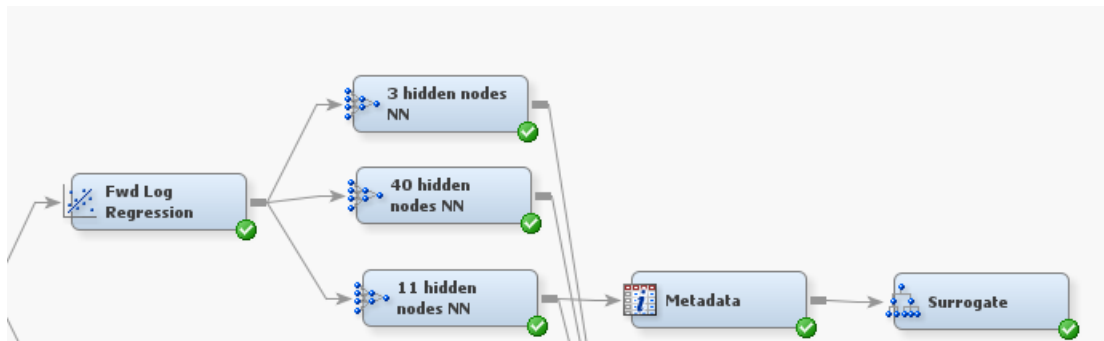 3 hidden nodes
NN
40 hidden
nodes NN
Fwd Log
Regression
11 hidden
nodes NN
Metadata
Surrogate